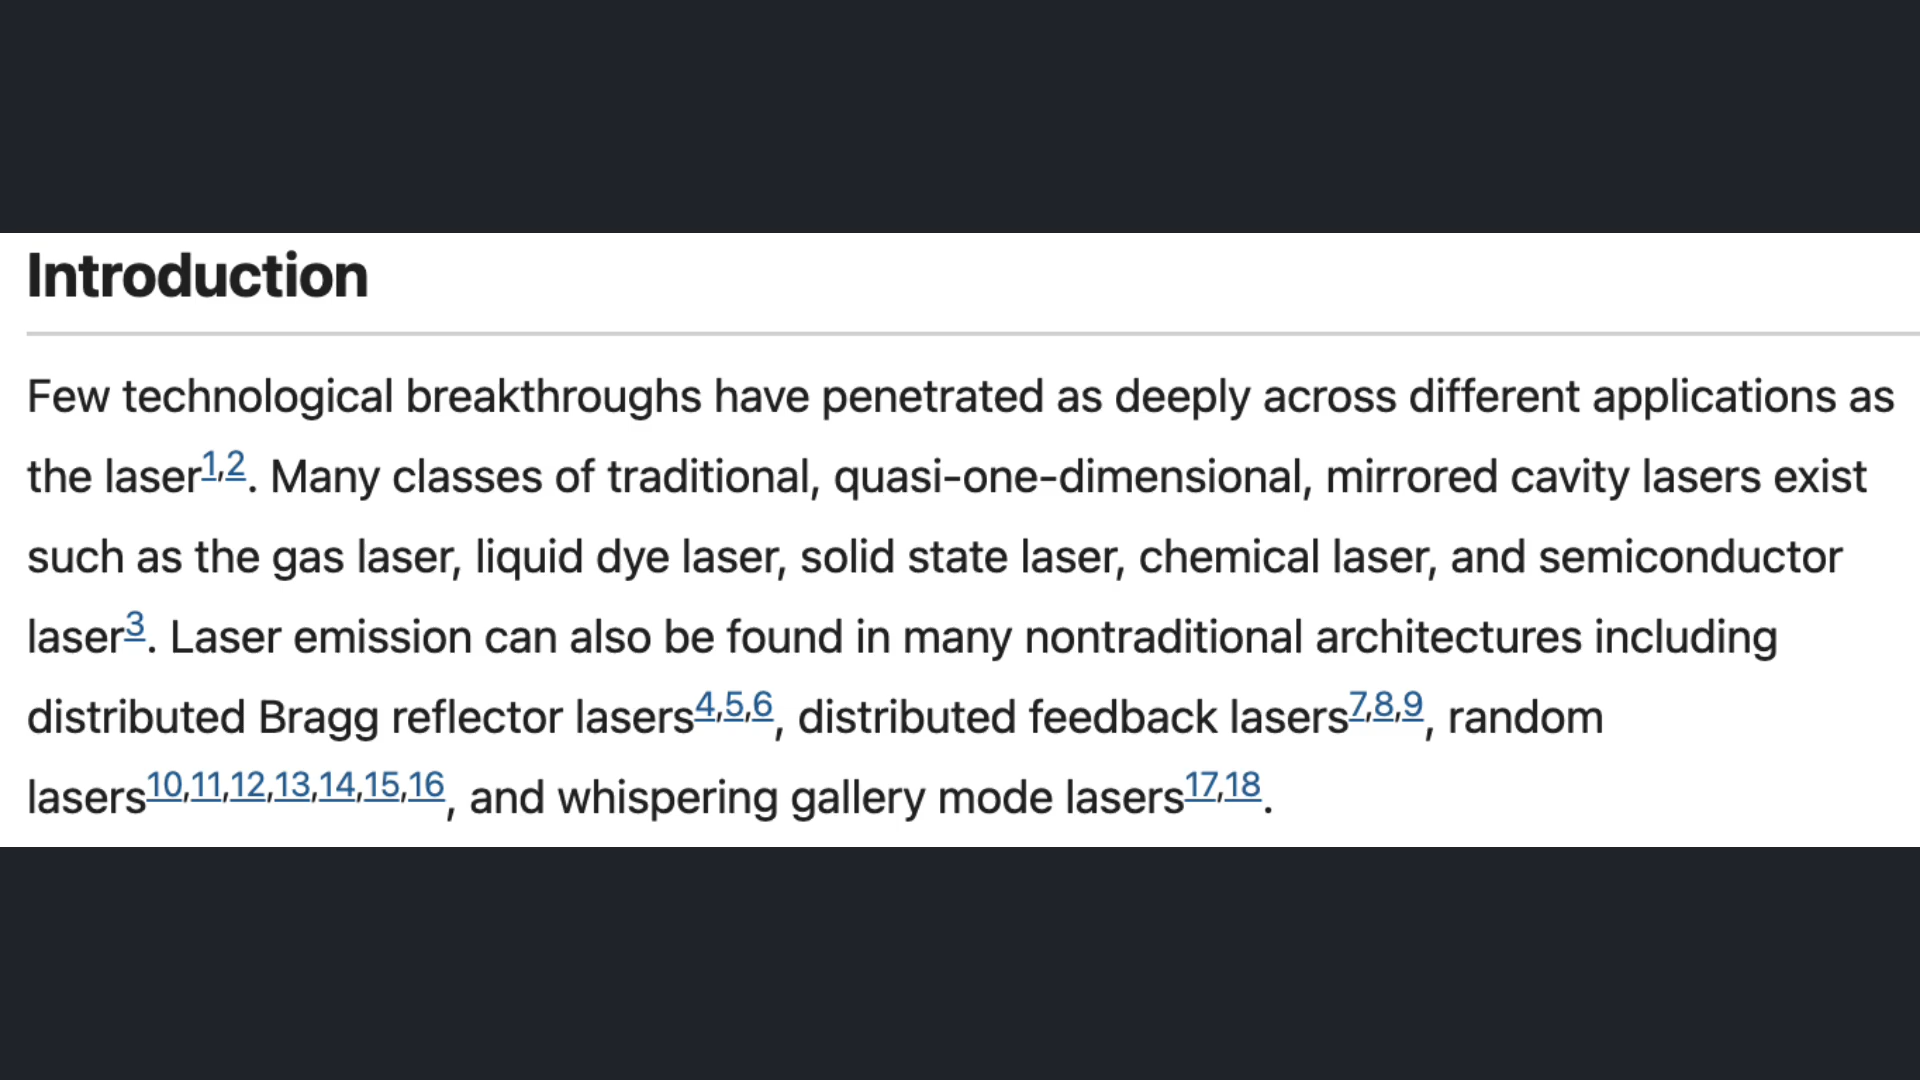 Introduction
Few technological breakthroughs have penetrated as deeply across different applications as
the laser1,2. Many classes of traditional, quasi-one-dimensional, mirrored cavity lasers exist
such as the gas laser, liquid dye laser, solid state laser, chemical laser, and semiconductor
laser3. Laser emission can also be found in many nontraditional architectures including
distributed Bragg reflector lasers4,5,6, distributed feedback lasers7,8,9, random
lasers10,11,12,13,14,15,16, and whispering gallery mode lasers17,18.